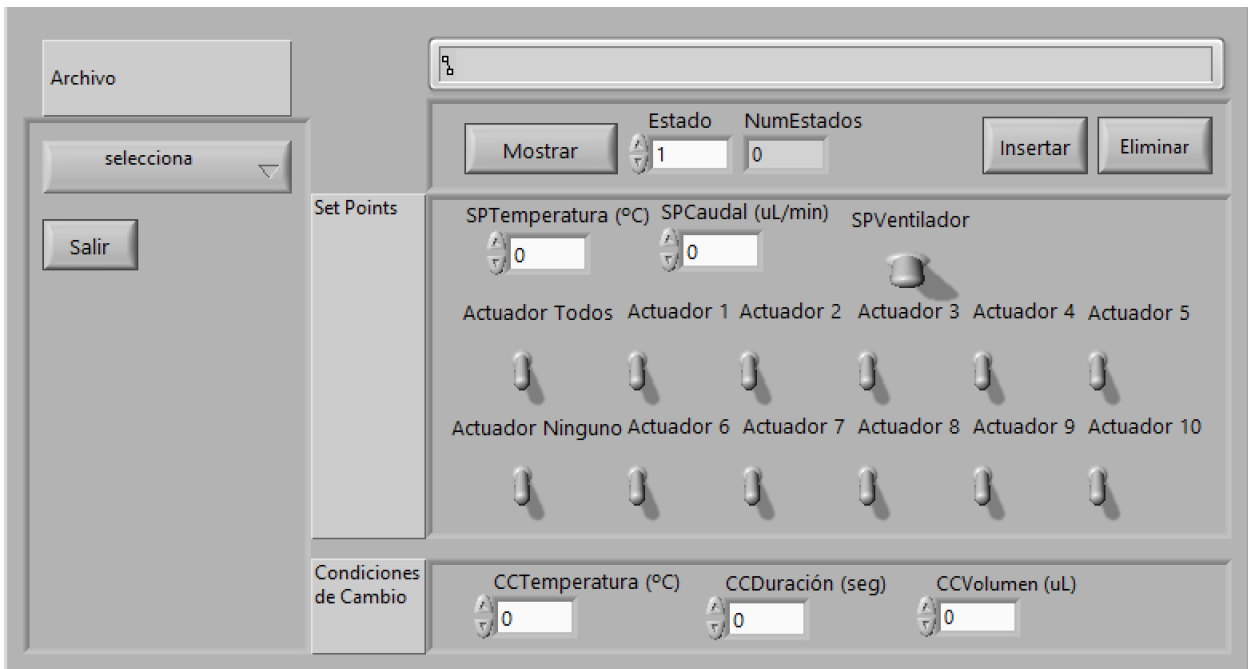 Archivo
selecciona
Salir
Estado NumEstados
Mostrar 1 0 Insertar Eliminar
Set Points
SPTemperatura (ºC) SPCaudal (uL/min) SPVentilador
0 0
Actuador Todos Actuador 1 Actuador 2 Actuador 3 Actuador 4 Actuador 5
Actuador Ninguno Actuador 6 Actuador 7 Actuador 8 Actuador 9 Actuador 10
Condiciones
de Cambio
CCTemperatura (ºC) CCDuración (seg) CCVolumen (uL)
0 0 0